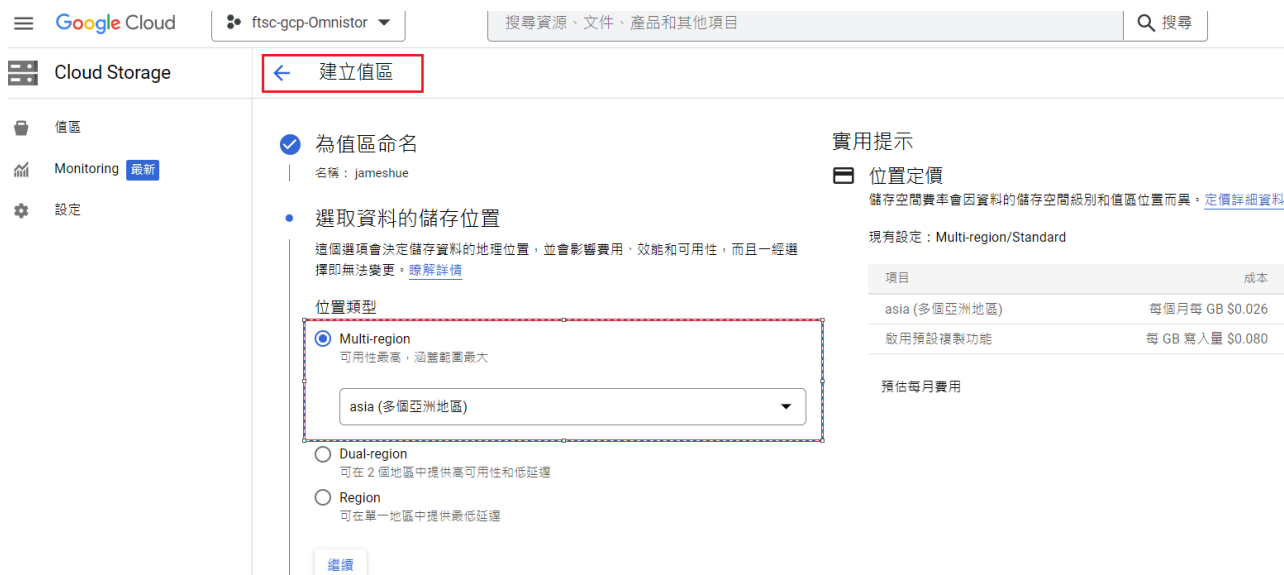 Google Cloud
ftsc-gcp-Omnistor
搜尋資源、文件、產品和其他項目
搜尋
Cloud Storage
建立值區
值區
Monitoring 最新
設定
為值區命名
名稱： jameshue
選取資料的儲存位置
這個選項會決定儲存資料的地理位置，並會影響費用、效能和可用性，而且一經選
擇即無法變更。瞭解詳情
位置類型
Multi-region
可用性最高，涵蓋範圍最大
asia (多個亞洲地區)
Dual-region
可在 2 個地區中提供高可用性和低延遲
Region
可在單一地區中提供最低延遲
繼續
實用提示
位置定價
儲存空間費率會因資料的儲存空間級別和值區位置而異。定價詳細資料
現有設定：Multi-region/Standard
項目 成本
asia (多個亞洲地區) 每個月每 GB $0.026
啟用預設複製功能 每 GB 寫入量 $0.080
預估每月費用